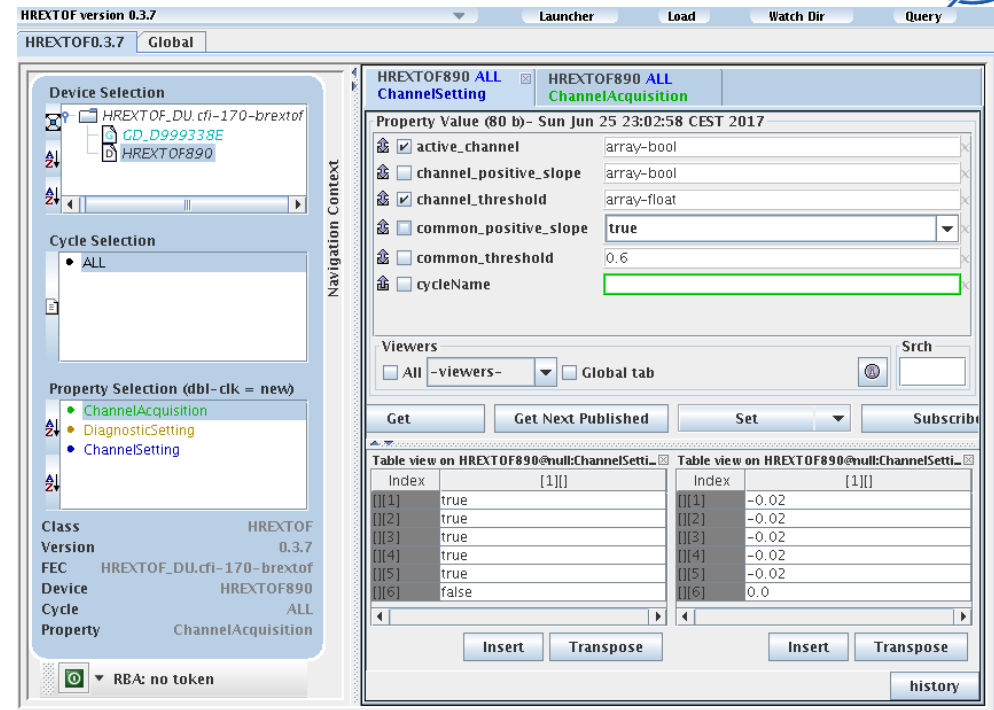 HREXTOF version 0.3.7
Launcher
Load
Watch Dir
Query
HREXTOF0.3.7
Global
Device Selection
HREXTOF_DU.cfi-170-brextof
GD_D999338E
HREXTOF890
Cycle Selection
ALL
Property Selection (dbl-clk = new)
ChannelAcquisition
DiagnosticSetting
ChannelSetting
Class HREXTOF
Version 0.3.7
FEC HREXTOF_DU.cfi-170-brextof
Device HREXTOF890
Cycle ALL
Property ChannelAcquisition
RBA: no token
Navigation Context
HREXTOF890 ALL
ChannelSetting
HREXTOF890 ALL
ChannelAcquisition
Property Value (80 b)- Sun Jun 25 23:02:58 CEST 2017
active_channel array-bool
channel_positive_slope array-bool
channel_threshold array-float
common_positive_slope true
common_threshold 0.6
cycleName
Viewers
All -viewers- Global tab
Srch
Get
Get Next Published
Set
Subscribe
Table view on HREXTOF890@null:ChannelSetti...
Index [1][]
[][1] true
[][2] true
[][3] true
[][4] true
[][5] true
[][6] false
Insert
Transpose
Table view on HREXTOF890@null:ChannelSetti...
Index [1][]
[][1] -0.02
[][2] -0.02
[][3] -0.02
[][4] -0.02
[][5] -0.02
[][6] 0.0
Insert
Transpose
history